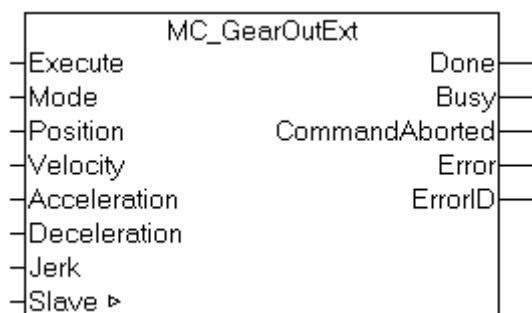 MC_GearOutExt
Execute Done
Mode Busy
Position CommandAborted
Velocity Error
Acceleration ErrorID
Deceleration
Jerk
Slave ▷